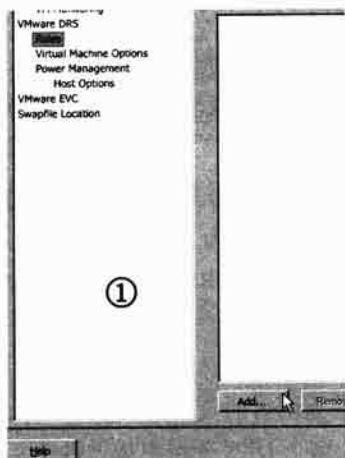 VMware DRS
Rules
Virtual Machine Options
Power Management
Host Options
VMware EVC
Swapfile Location
①
Add...
Help